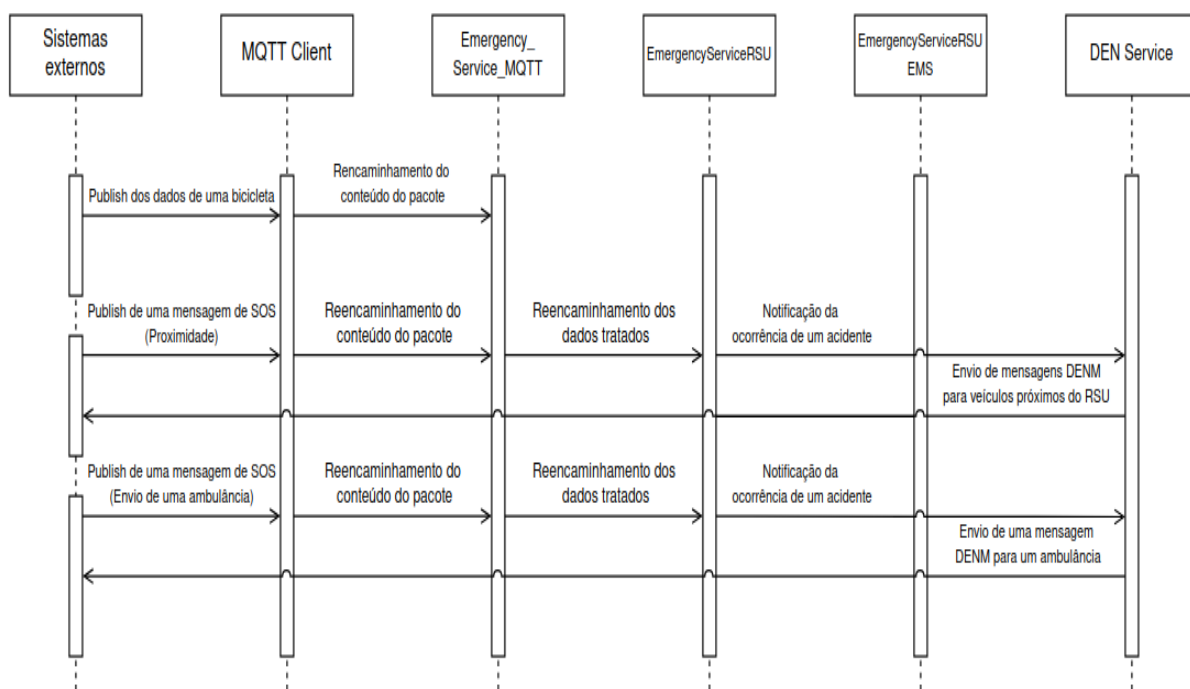 Sistemas
externos
MQTT Client
Emergency_
Service_MQTT
EmergencyServiceRSU
EmergencyServiceRSU
EMS
DEN Service
Publish dos dados de uma bicicleta
Rencaminhamento do
conteúdo do pacote
Publish de uma mensagem de SOS
(Proximidade)
Reencaminhamento do
conteúdo do pacote
Reencaminhamento dos
dados tratados
Notificação da
ocorrência de um acidente
Envio de mensagens DENM
para veículos próximos do RSU
Publish de uma mensagem de SOS
(Envio de uma ambulância)
Reencaminhamento do
conteúdo do pacote
Reencaminhamento dos
dados tratados
Notificação da
ocorrência de um acidente
Envio de uma mensagem
DENM para um ambulância